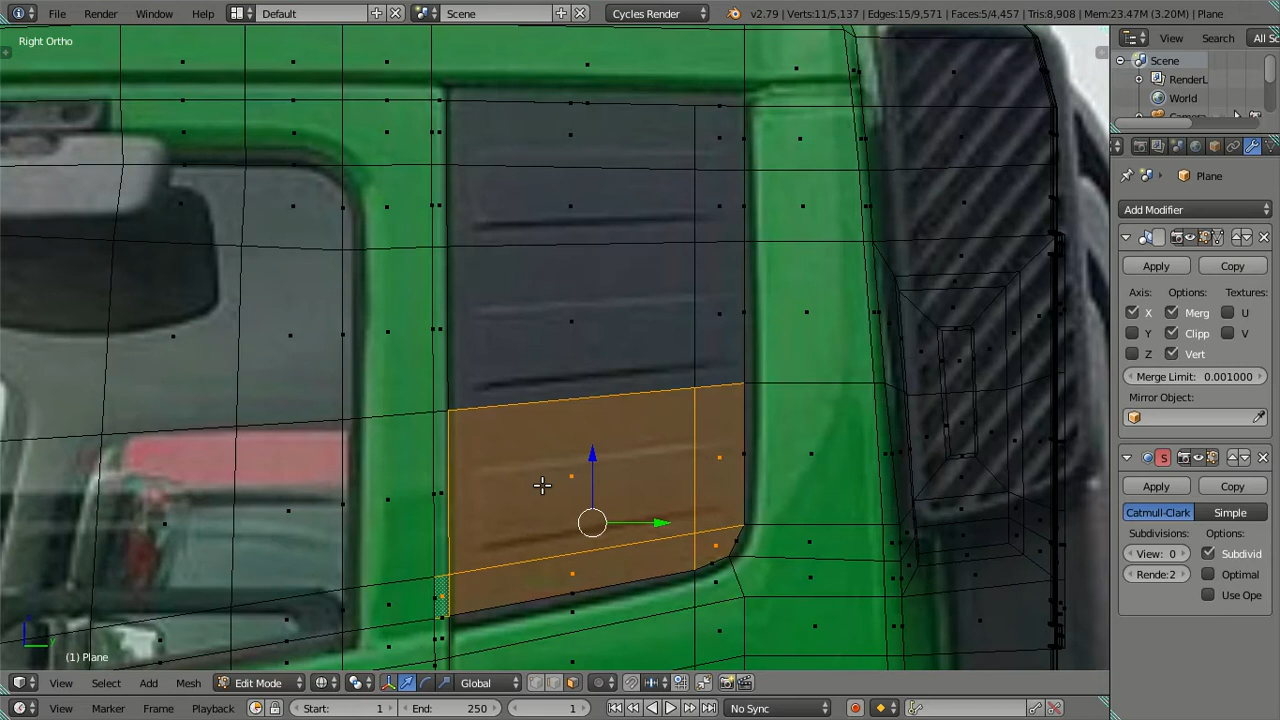 File Render Window Help Default Scene Cycles Render v2.79 | Verts:11/5,137 | Edges:15/9,571 | Faces:5/4,457 | Tris:8,908 | Mem:23.47M (3.20M) | Plane
Right Ortho
View Search All Sc
Scene
RenderL
World
Plane
Add Modifier
Apply Copy
Axis: Options: Textures:
X Merg U
Y Clipp V
Z Vert
Merge Limit: 0.001000
Mirror Object:
S
Apply Copy
Catmull-Clark Simple
Subdivisions: Options:
View: 0 Subdivid
Rende:2 Optimal
Use Ope
(1) Plane
View Select Add Mesh Edit Mode Global
View Marker Frame Playback Start: 1 End: 250 1 No Sync